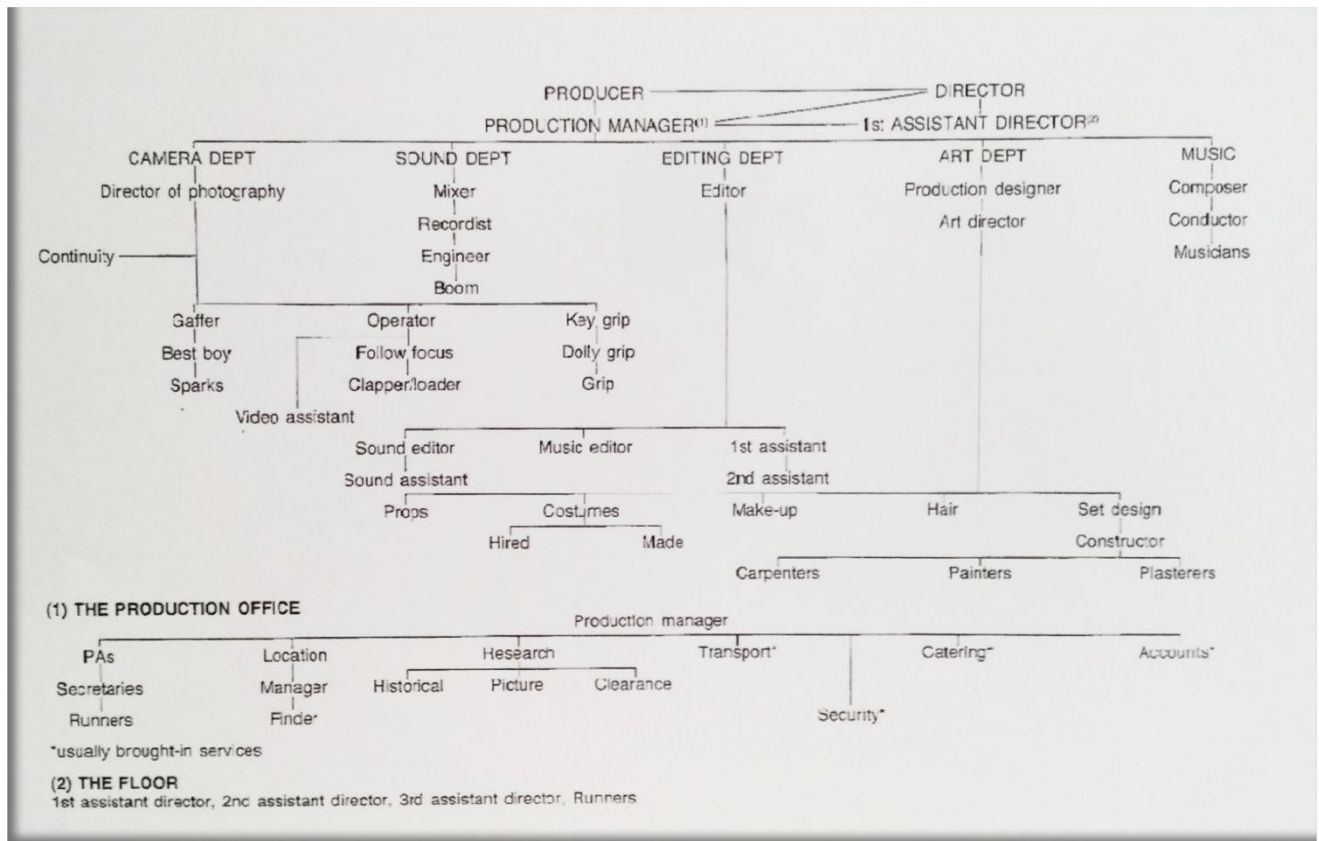 PRODUCER DIRECTOR
PRODUCTION MANAGER(1) 1st ASSISTANT DIRECTOR(2)
CAMERA DEPT SOUND DEPT EDITING DEPT ART DEPT MUSIC
Director of photography Mixer Editor Production designer Composer
Recordist Art director Conductor
Continuity Engineer Musicians
Boom
Gaffer Operator Key grip
Best boy Follow focus Dolly grip
Sparks Clapper/loader Grip
Video assistant
Sound editor Music editor 1st assistant
Sound assistant 2nd assistant
Props Costumes Make-up Hair Set design
Hired Made Constructor
Carpenters Painters Plasterers
(1) THE PRODUCTION OFFICE
Production manager
PAs Location Research Transport* Catering* Accounts*
Secretaries Manager Historical Picture Clearance
Runners Finder Security*
*usually brought-in services
(2) THE FLOOR
1st assistant director, 2nd assistant director, 3rd assistant director, Runners